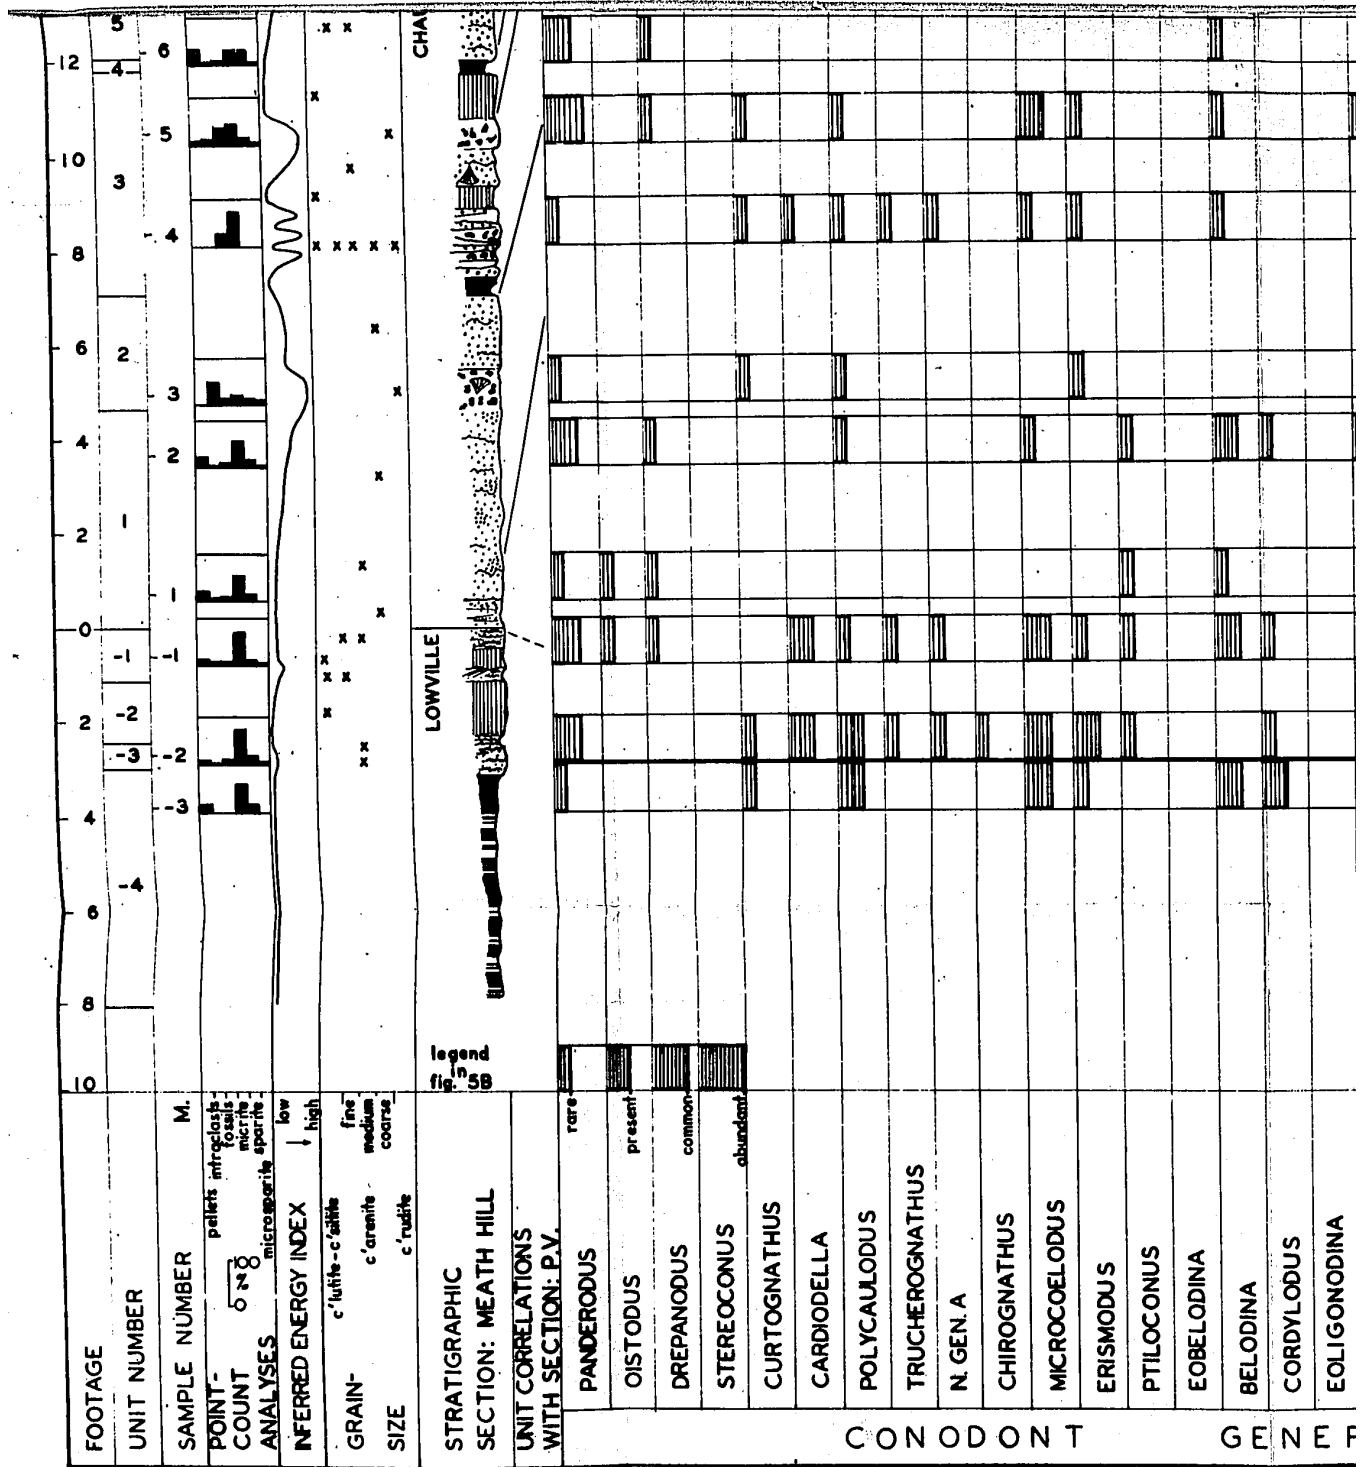 CHAU
12
10
8
6
4
2
0
2
4
6
8
10
5
4
3
2
1
-1
-2
-3
-4
6
5
4
3
2
1
-1
-2
-3
LOWVILLE
legend
in
fig. 5B
rare
present
common
abundant
FOOTAGE
UNIT NUMBER
SAMPLE NUMBER M.
POINT-
COUNT
ANALYSES
pellets
intraclasts
fossils
micrite
sparite
microsparite
0 N 00
INFERRED ENERGY INDEX
low
high
GRAIN-
SIZE
c'lutite-c'siltite
c'arenite
c'rudite
fine
medium
coarse
STRATIGRAPHIC
SECTION: MEATH HILL
UNIT CORRELATIONS
WITH SECTION: P.V.
PANDERODUS
OISTODUS
DREPANODUS
STEREOCONUS
CURTOGNATHUS
CARDIODELLA
POLYCAULODUS
TRUCHEROGNATHUS
N. GEN. A
CHIROGNATHUS
MICROCOELODUS
ERISMODUS
PTILOCONUS
EOBELODINA
BELODINA
CORDYLODUS
EOLIGONODINA
CONODONT GENER